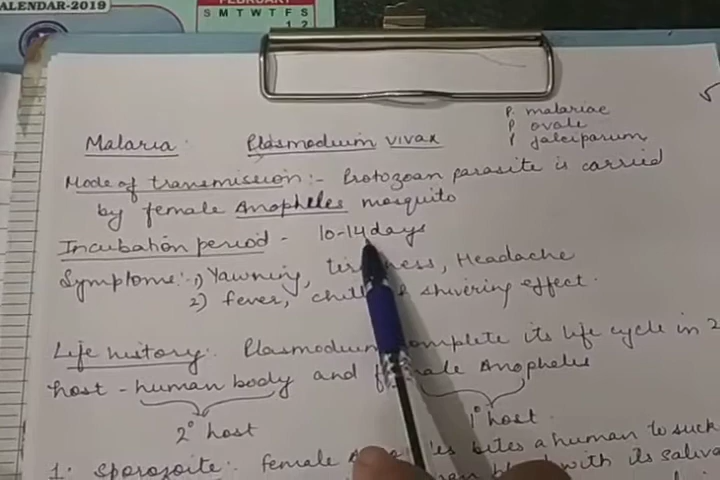 CALENDAR-2019
FEBRUARY
S M T W T F S
1 2
P. malariae
P ovale
P falciparum
Malaria: Plasmodium vivax
Mode of transmission:- Protozoan parasite is carried
by female Anopheles mosquito
Incubation period - 10-14 days
Symptoms:- 1) Yawning, Headache
2) fever, shivering effect.
Life history:- Plasmodium complete its life cycle in 2
host - human body and female Anopheles
2° host
1° host
1: Sporozoite:- female bites a human to suck
blood with its saliva